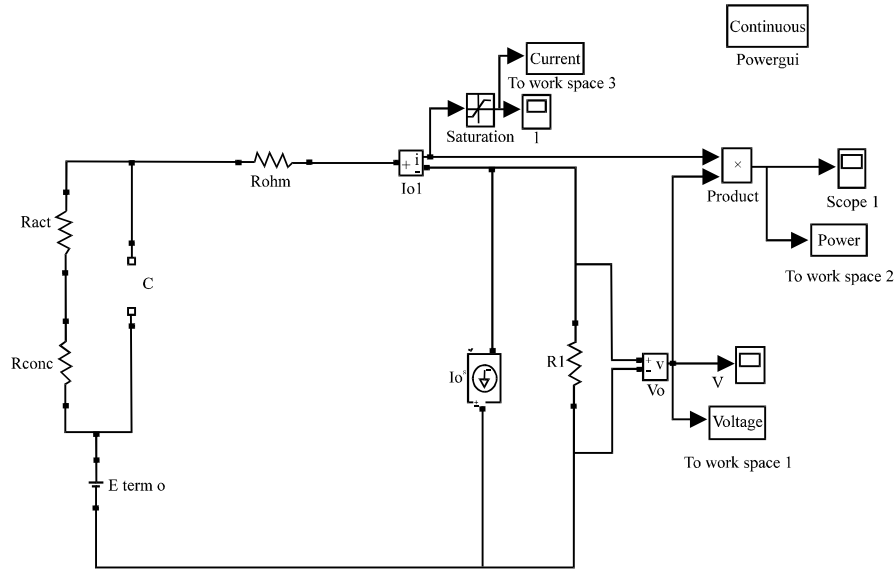 Continuous
Powergui
Current
To work space 3
Saturation
1
Rohm
+ i
-
Io1
×
Product
Scope 1
Ract
Power
To work space 2
C
Rconc
Io
s
+
-
R1
+
-
v
Vo
V
Voltage
To work space 1
E term o